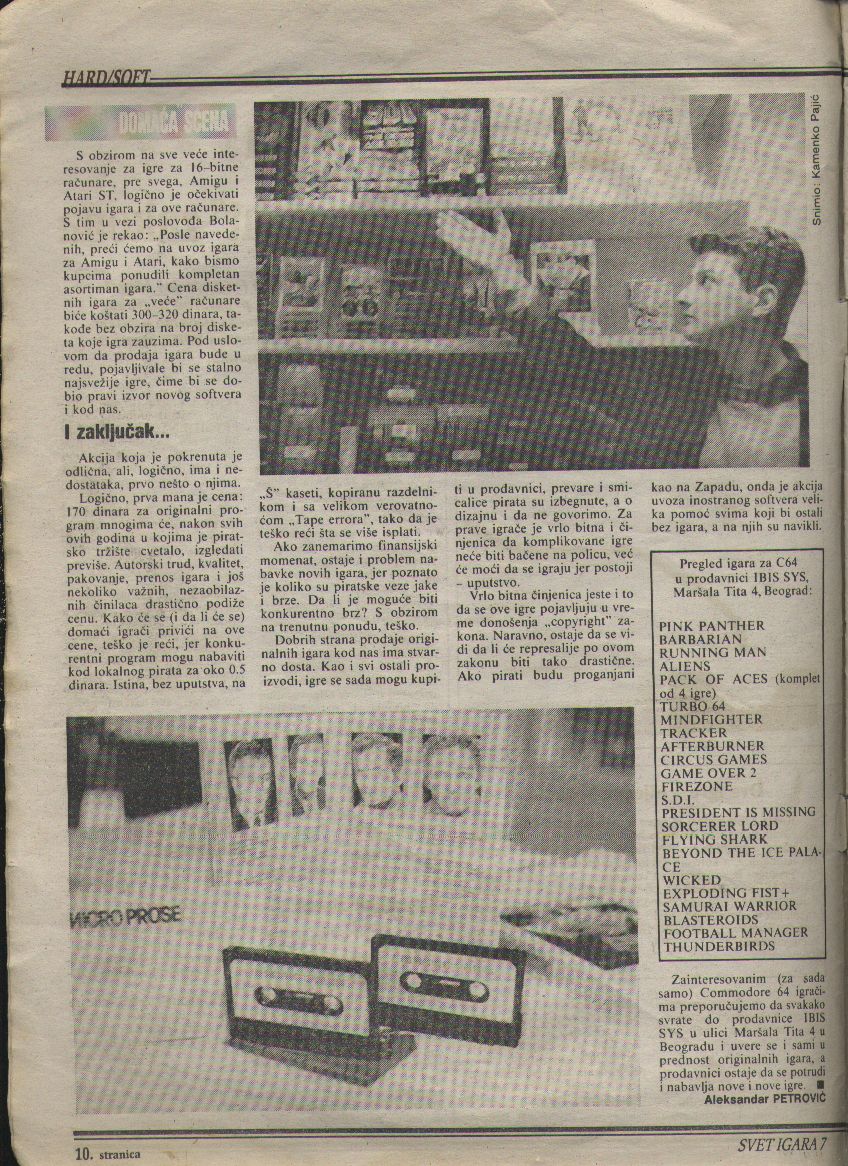 HARD/SOFT
DOMAĆA SCENA
S obzirom na sve veće inte-
resovanje za igre za 16–bitne
računare, pre svega, Amigu i
Atari ST, logično je očekivati
pojavu igara i za ove računare.
S tim u vezi poslovođa Bola-
nović je rekao: „Posle navede-
nih, preći ćemo na uvoz igara
za Amigu i Atari, kako bismo
kupcima ponudili kompletan
asortiman igara.” Cena disket-
nih igara za „veće” računare
biće koštati 300–320 dinara, ta-
kođe bez obzira na broj diske-
ta koje igra zauzima. Pod uslo-
vom da prodaja igara bude u
redu, pojavljivale bi se stalno
najsvežije igre, čime bi se do-
bio pravi izvor novog softvera
i kod nas.
I zaključak...
Akcija koja je pokrenuta je
odlična, ali, logično, ima i ne-
dostataka, prvo nešto o njima.
Logično, prva mana je cena:
170 dinara za originalni pro-
gram mnogima će, nakon svih
ovih godina u kojima je pirat-
sko tržište cvetalo, izgledati
previše. Autorski trud, kvalitet,
pakovanje, prenos igara i još
nekoliko važnih, nezaobilaz-
nih činilaca drastično podiže
cenu. Kako će se (i da li će se)
domaći igrači privići na ove
cene, teško je reći, jer konku-
rentni program mogu nabaviti
kod lokalnog pirata za oko 0.5
dinara. Istina, bez uputstva, na
„Š” kaseti, kopiranu razdelni-
kom i sa velikom verovatno-
ćom „Tape errora”, tako da je
teško reći šta se više isplati.
Ako zanemarimo finansijski
momenat, ostaje i problem na-
bavke novih igara, jer poznato
je koliko su piratske veze jake
i brze. Da li je moguće biti
konkurentno brz? S obzirom
na trenutnu ponudu, teško.
Dobrih strana prodaje origi-
nalnih igara kod nas ima stvar-
no dosta. Kao i svi ostali pro-
izvodi, igre se sada mogu kupi-
ti u prodavnici, prevare i smi-
calice pirata su izbegnute, a o
dizajnu i da ne govorimo. Za
prave igrače je vrlo bitna i či-
njenica da komplikovane igre
neće biti bačene na policu, već
će moći da se igraju jer postoji
– uputstvo.
Vrlo bitna činjenica jeste i to
da se ove igre pojavljuju u vre-
me donošenja „copyright” za-
kona. Naravno, ostaje da se vi-
di da li će represalije po ovom
zakonu biti tako drastične.
Ako pirati budu proganjani
kao na Zapadu, onda je akcija
uvoza inostranog softvera veli-
ka pomoć svima koji bi ostali
bez igara, a na njih su navikli.
Snimio: Kamenko Pajić
Pregled igara za C64
u prodavnici IBIS SYS,
Maršala Tita 4, Beograd:
PINK PANTHER
BARBARIAN
RUNNING MAN
ALIENS
PACK OF ACES (komplet
od 4 igre)
TURBO 64
MINDFIGHTER
TRACKER
AFTERBURNER
CIRCUS GAMES
GAME OVER 2
FIREZONE
S.D.I.
PRESIDENT IS MISSING
SORCERER LORD
FLYING SHARK
BEYOND THE ICE PALA-
CE
WICKED
EXPLODING FIST+
SAMURAI WARRIOR
BLASTEROIDS
FOOTBALL MANAGER
THUNDERBIRDS
Zainteresovanim (za sada
samo) Commodore 64 igrači-
ma preporučujemo da svakako
svrate do prodavnice IBIS
SYS u ulici Maršala Tita 4 u
Beogradu i uvere se i sami u
prednost originalnih igara, a
prodavnici ostaje da se potrudi
i nabavlja nove i nove igre. ■
Aleksandar PETROVIĆ
MICRO PROSE
10. stranica
SVET IGARA 7